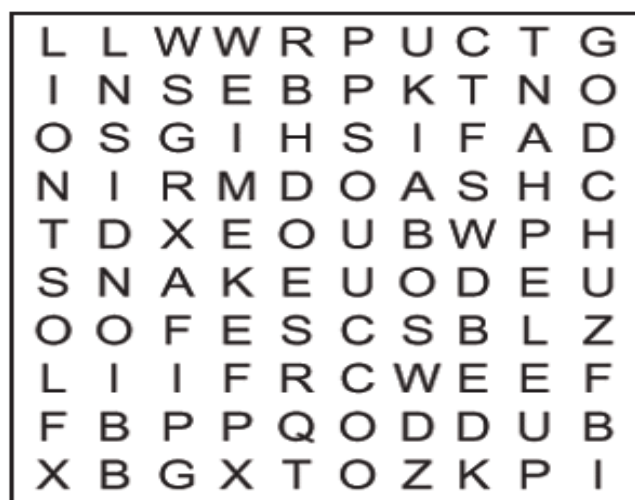 L L W W R P U C T G
I N S E B P K T N O
O S G I H S I F A D
N I R M D O A S H C
T D X E O U B W P H
S N A K E U O D E U
O O F E S C S B L Z
L I I F R C W E E F
F B P P Q O D D U B
X B G X T O Z K P I